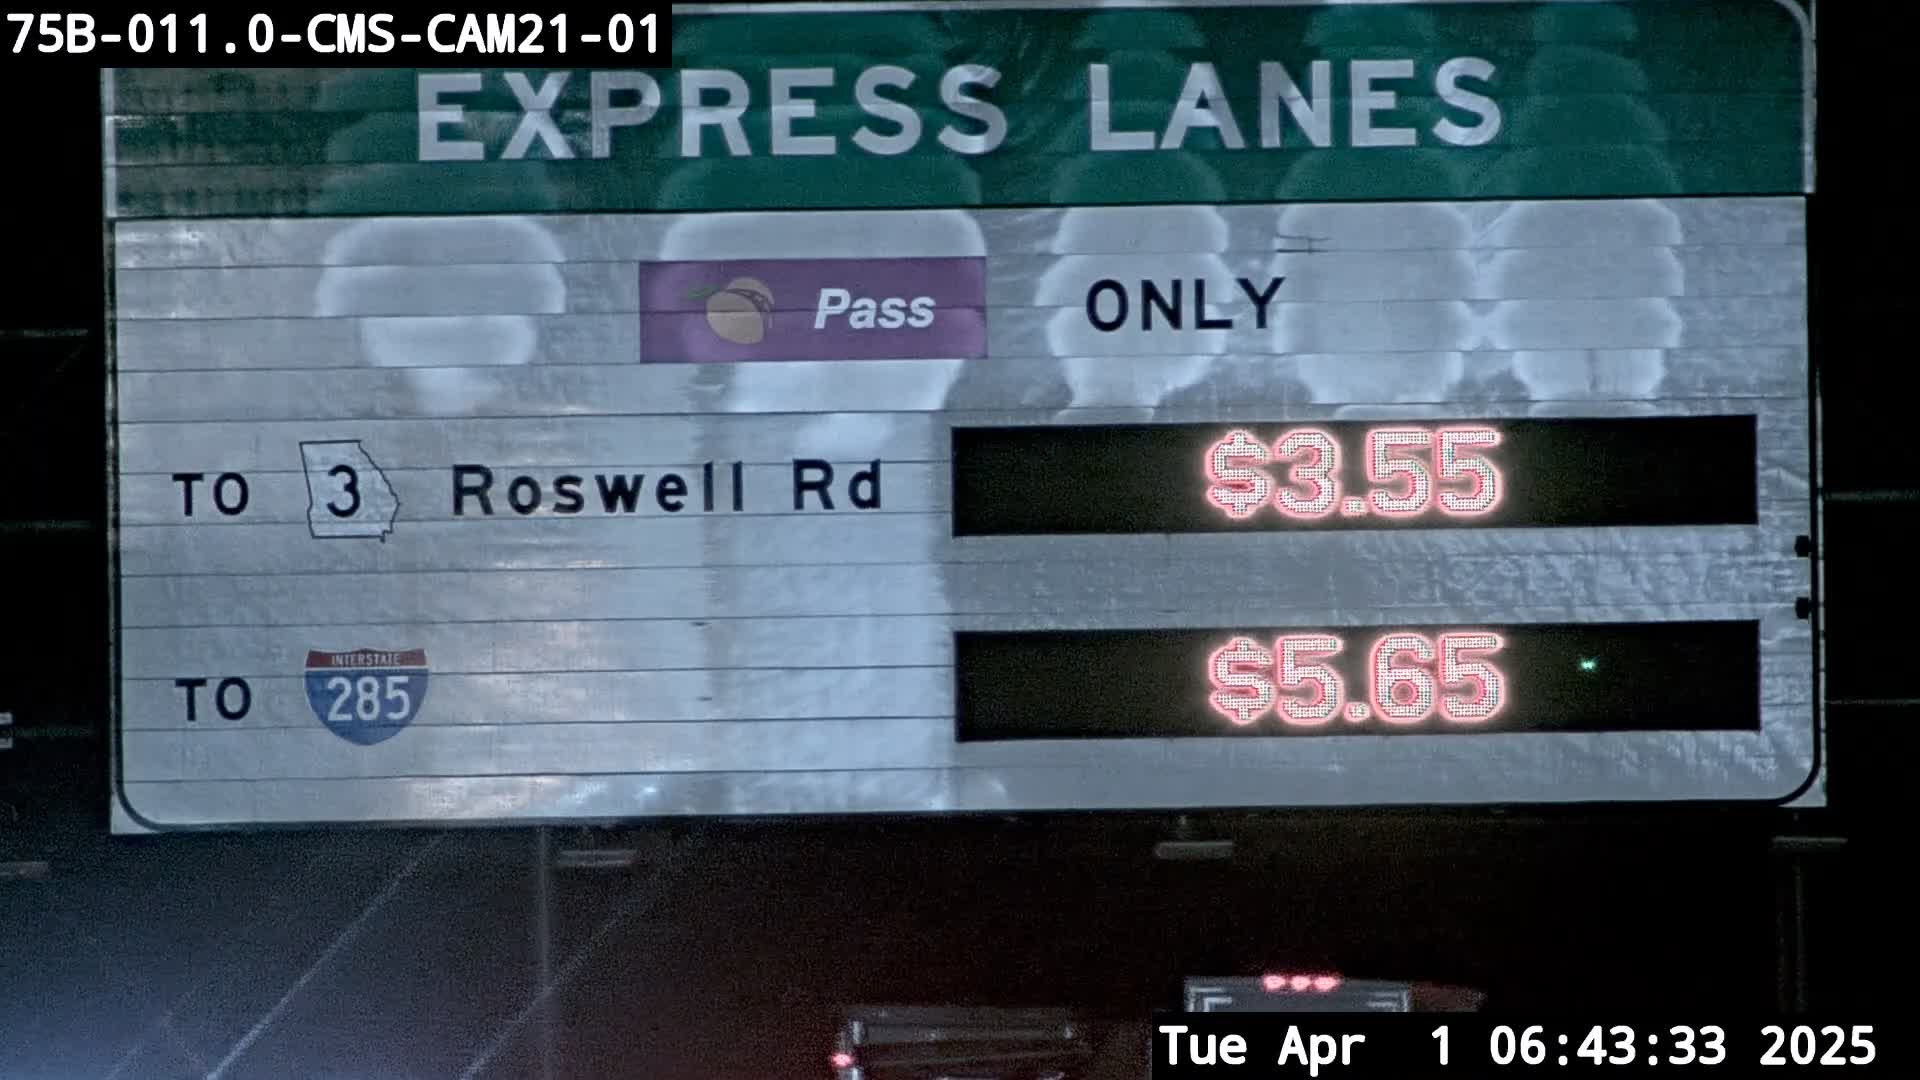 75B-011.0-CMS-CAM21-01
EXPRESS LANES
Pass ONLY
TO 3 Roswell Rd $3.55
TO INTERSTATE 285 $5.65
Tue Apr 1 06:43:33 2025